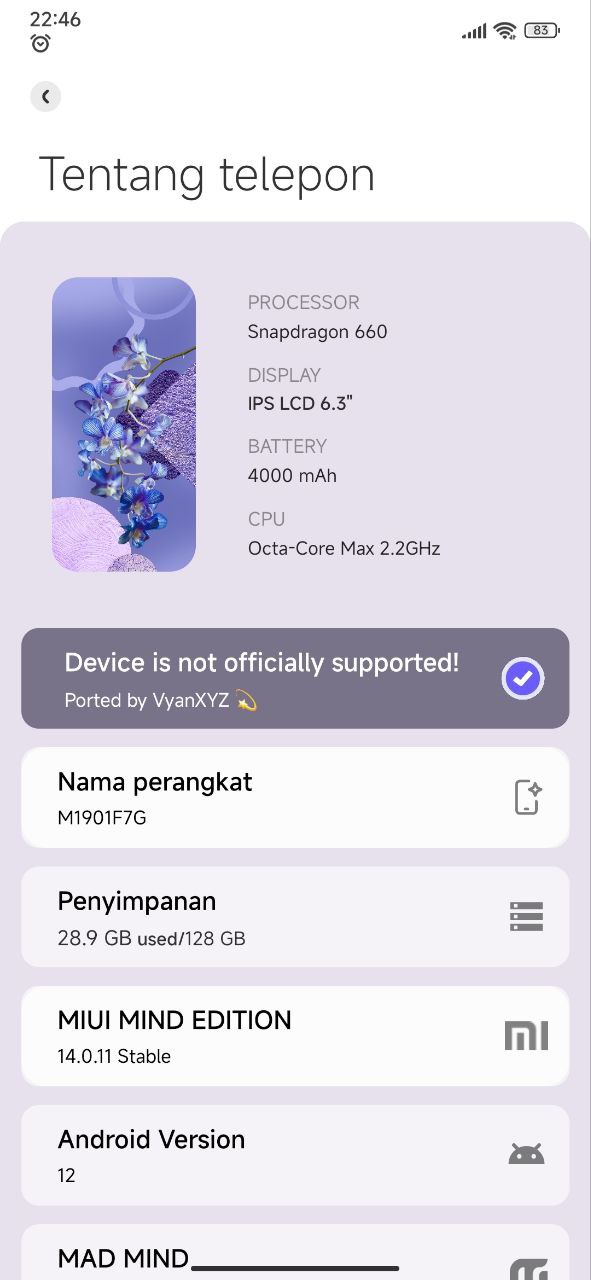 22:46
83
Tentang telepon
PROCESSOR
Snapdragon 660
DISPLAY
IPS LCD 6.3"
BATTERY
4000 mAh
CPU
Octa-Core Max 2.2GHz
Device is not officially supported!
Ported by VyanXYZ 💫
Nama perangkat
M1901F7G
Penyimpanan
28.9 GB used/128 GB
MIUI MIND EDITION
14.0.11 Stable
Android Version
12
MAD MIND